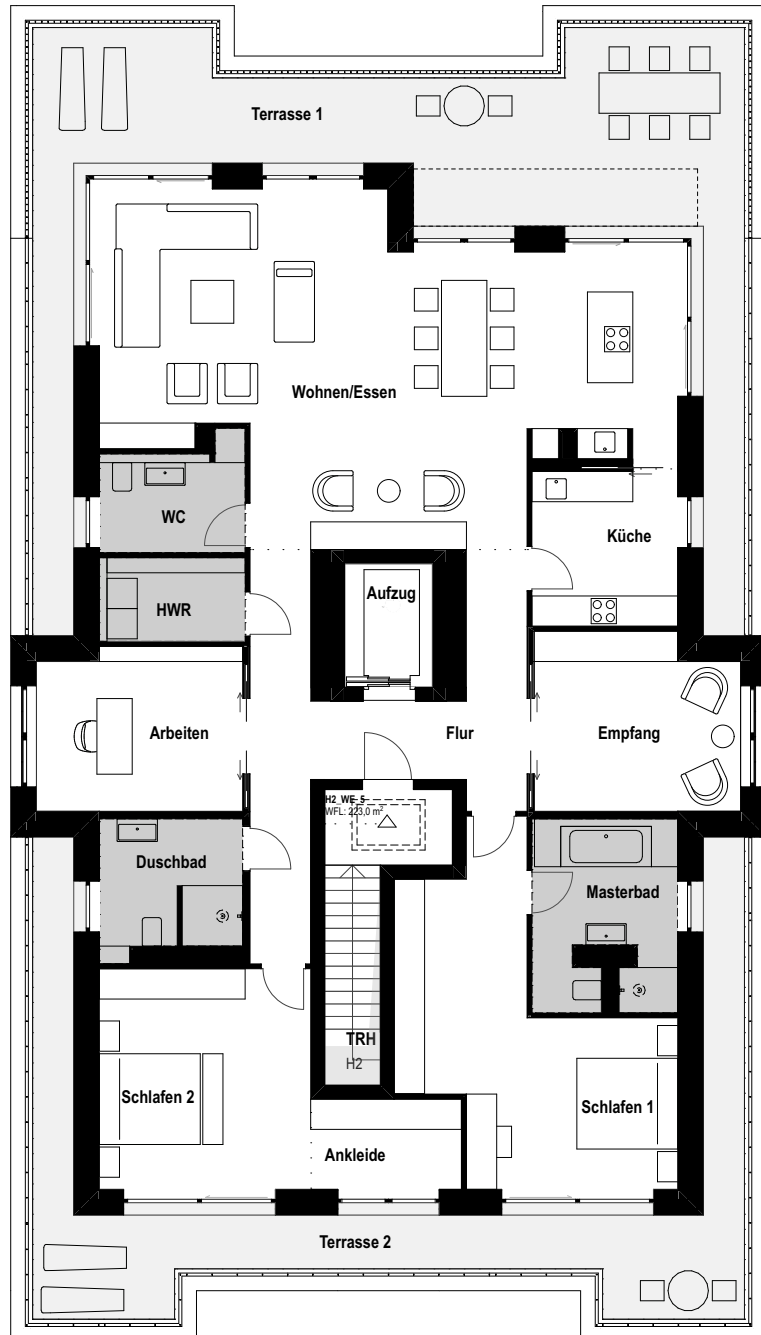 Terrasse 1
Wohnen/Essen
WC
Küche
Aufzug
HWR
Arbeiten
Flur
Empfang
H2_WE_5
WFL: 223,0 m²
Duschbad
Masterbad
TRH
H2
Schlafen 2
Schlafen 1
Ankleide
Terrasse 2